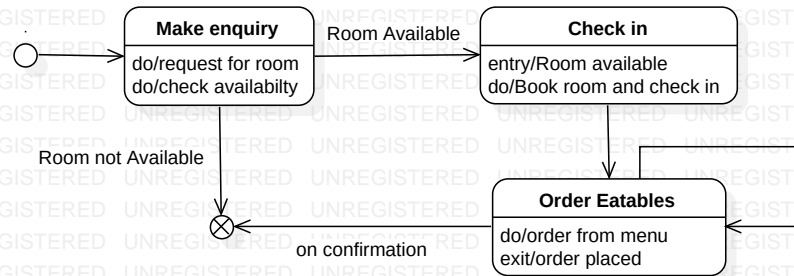 Make enquiry
do/request for room
do/check availabilty
Room Available
Check in
entry/Room available
do/Book room and check in
Room not Available
Order Eatables
do/order from menu
exit/order placed
on confirmation
UNREGISTERED